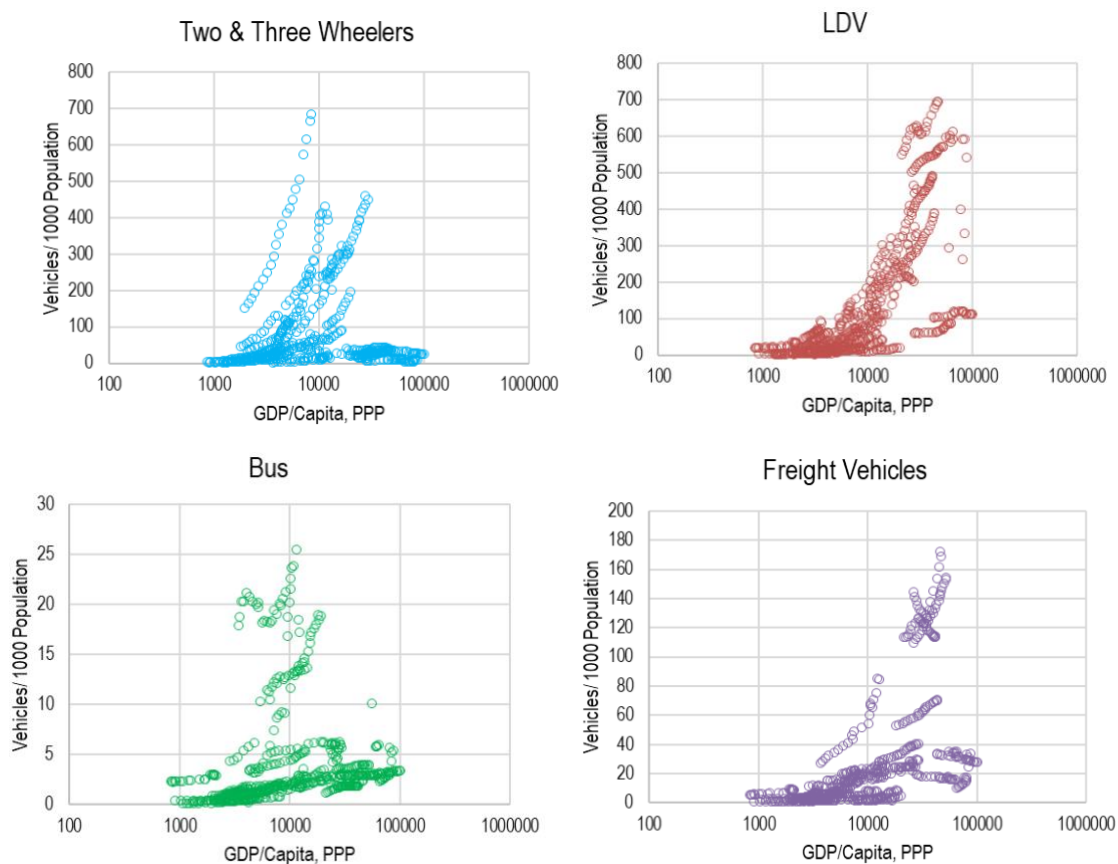 Two & Three Wheelers
Vehicles/ 1000 Population
800
700
600
500
400
300
200
100
0
100 1000 10000 100000 1000000
GDP/Capita, PPP
LDV
Vehicles/ 1000 Population
800
700
600
500
400
300
200
100
0
100 1000 10000 100000 1000000
GDP/Capita, PPP
Bus
Vehicles/ 1000 Population
30
25
20
15
10
5
0
100 1000 10000 100000 1000000
GDP/Capita, PPP
Freight Vehicles
Vehicles/ 1000 Population
200
180
160
140
120
100
80
60
40
20
0
100 1000 10000 100000 1000000
GDP/Capita, PPP